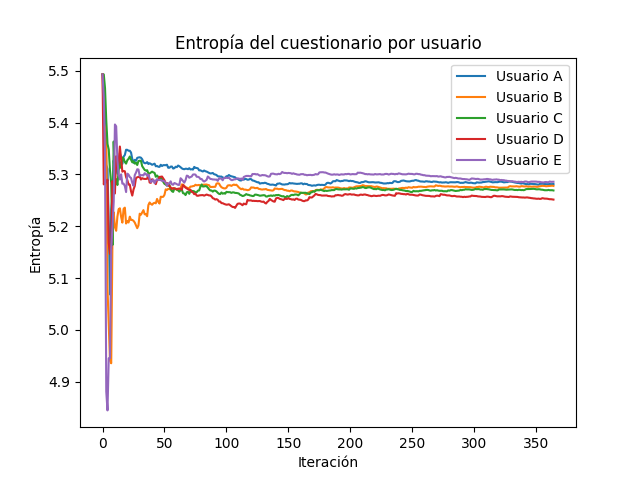 Entropía del cuestionario por usuario
5.5
5.4
5.3
5.2
5.1
5.0
4.9
Entropía
Usuario A
Usuario B
Usuario C
Usuario D
Usuario E
0 50 100 150 200 250 300 350
Iteración